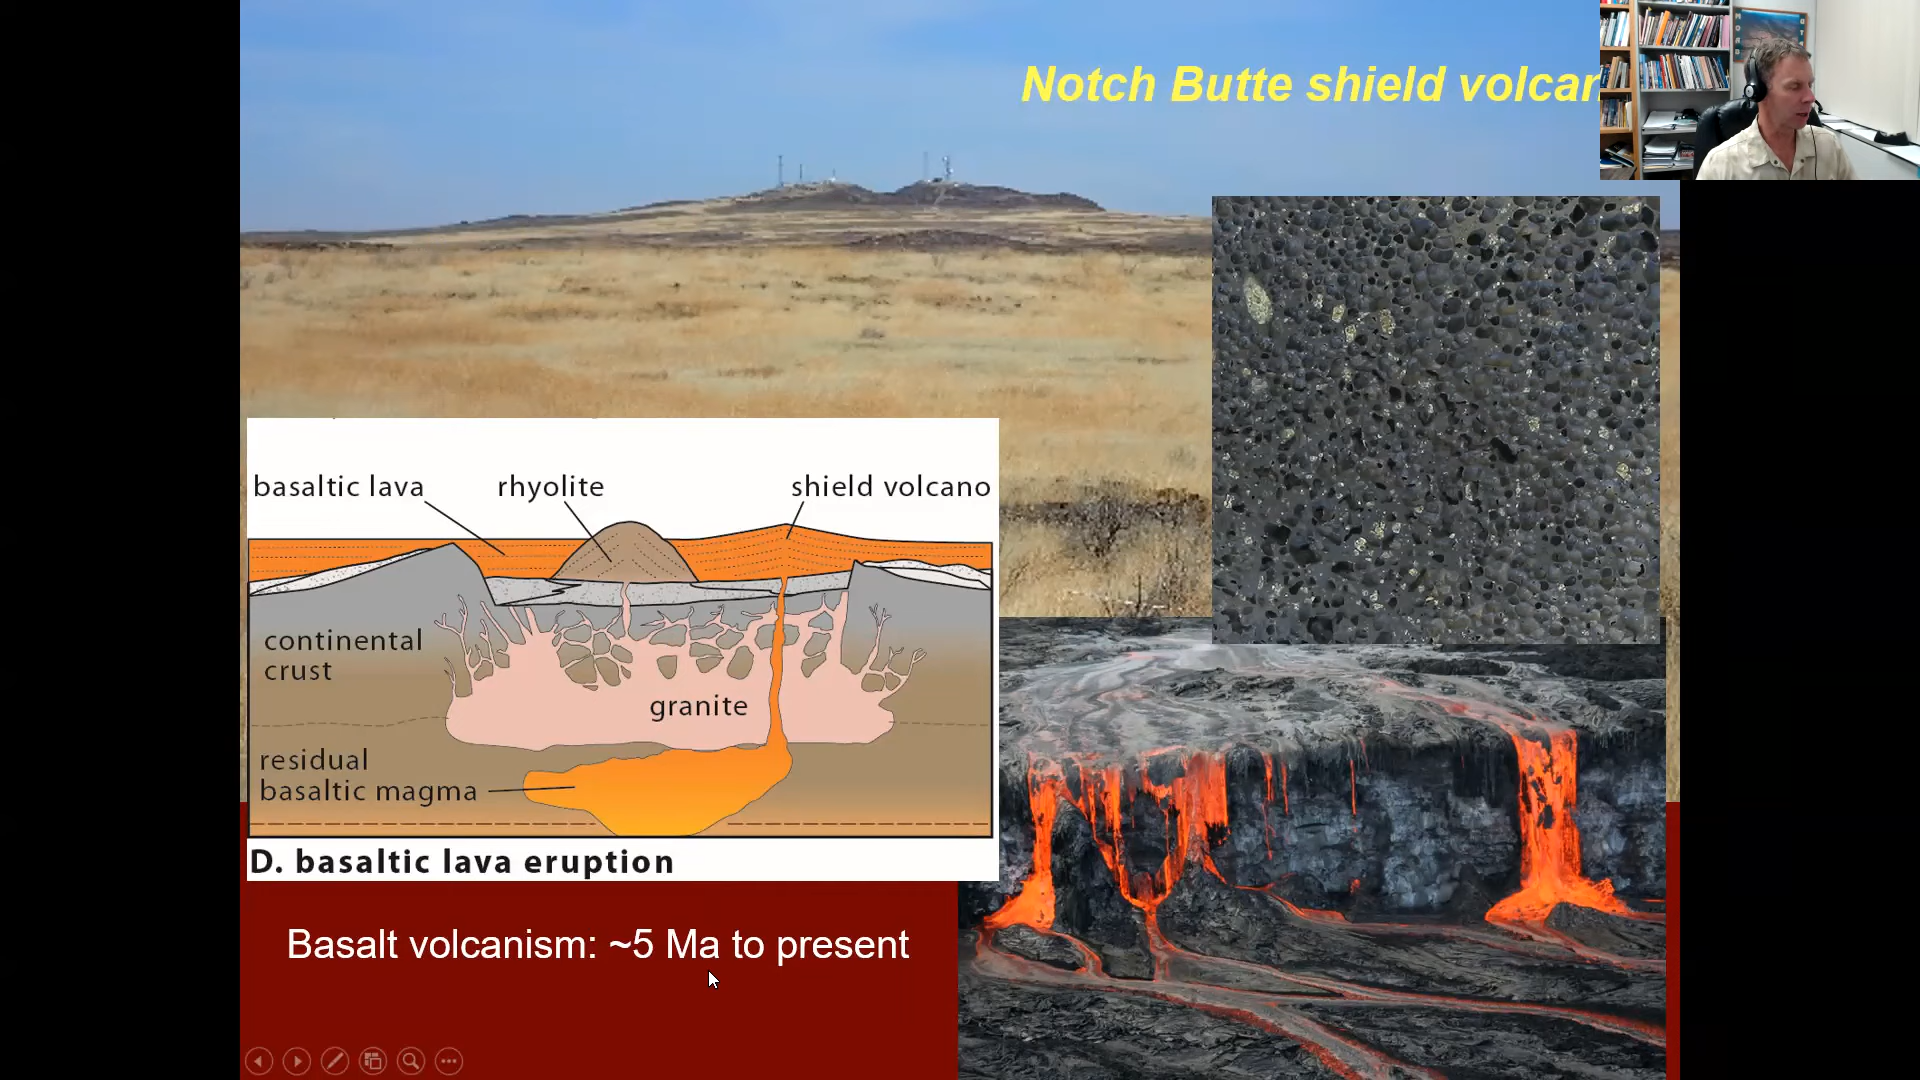 Notch Butte shield volcan
basaltic lava
rhyolite
shield volcano
continental
crust
granite
residual
basaltic magma
D. basaltic lava eruption
Basalt volcanism: ~5 Ma to present